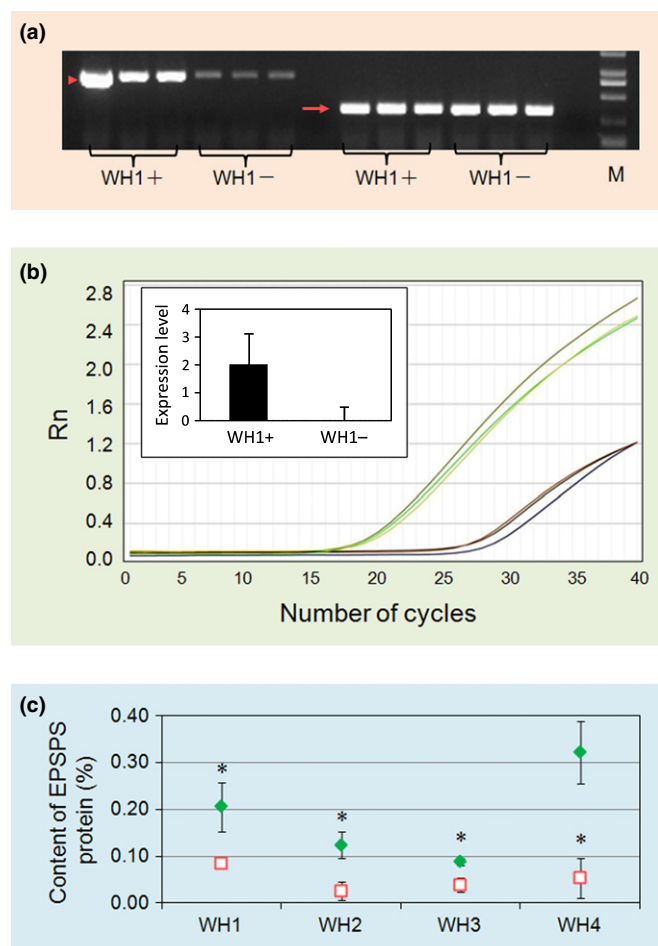 (a)
WH1+ WH1− WH1+ WH1− M
(b)
Rn
2.8
2.4
2.0
1.6
1.2
0.8
0.4
0.0
Expression level
4
3
2
1
0
WH1+ WH1−
0 5 10 15 20 25 30 35 40
Number of cycles
(c)
Content of EPSPS
protein (%)
0.40
0.30
0.20
0.10
0.00
* * * *
WH1 WH2 WH3 WH4